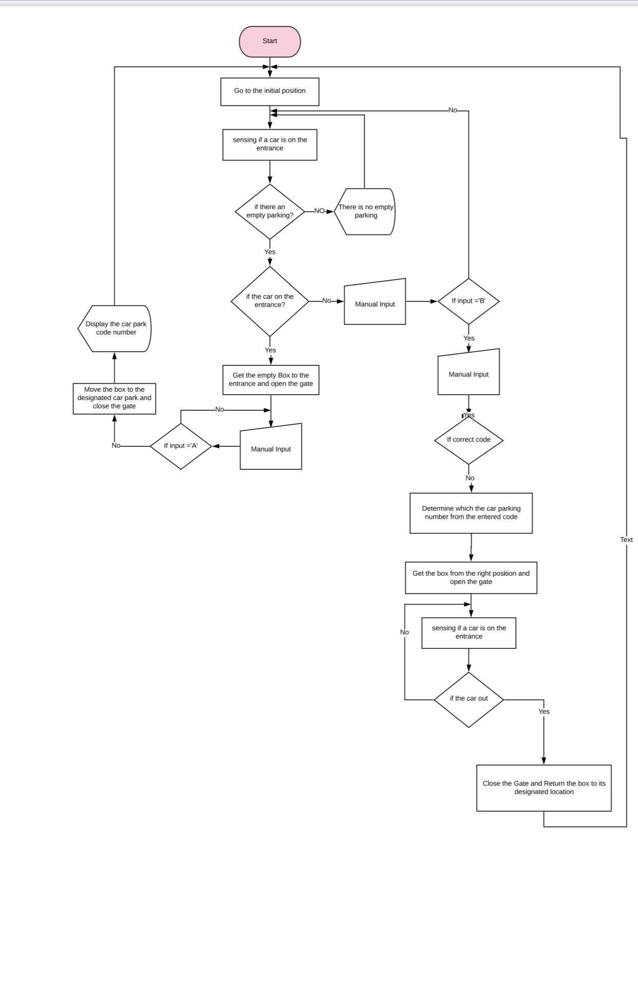 Start
Go to the initial position
No
sensing if a car is on the
entrance
if there an
empty parking?
NO
There is no empty
parking
Yes
if the car on the
entrance?
No
Manual Input
If input ='B'
Display the car park
code number
Yes
Yes
Get the empty Box to the
entrance and open the gate
Manual Input
Move the box to the
designated car park and
close the gate
No
Yes
If input ='A'
No
Manual Input
If correct code
No
Determine which the car parking
number from the entered code
Text
Get the box from the right position and
open the gate
No
sensing if a car is on the
entrance
if the car out
Yes
Close the Gate and Return the box to its
designated location